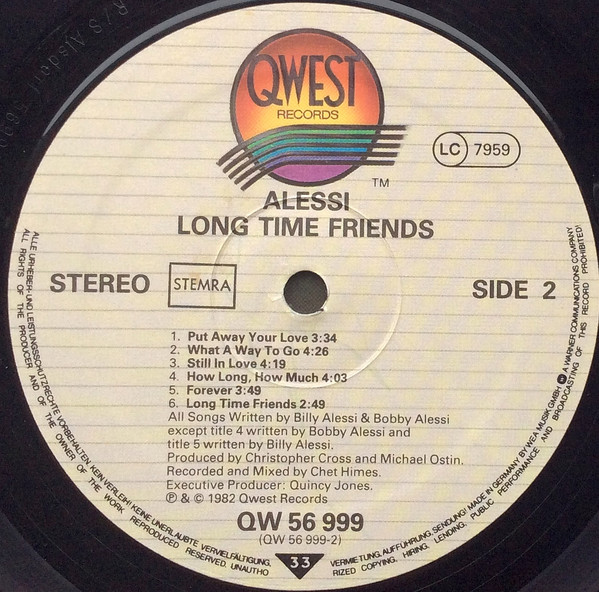 QWEST
RECORDS
TM
LC 7959
ALESSI
LONG TIME FRIENDS
STEREO
STEMRA
SIDE 2
1. Put Away Your Love 3:34
2. What A Way To Go 4:26
3. Still In Love 4:19
4. How Long, How Much 4:03
5. Forever 3:49
6. Long Time Friends 2:49
All Songs Written by Billy Alessi & Bobby Alessi
except title 4 written by Bobby Alessi and
title 5 written by Billy Alessi.
Produced by Christopher Cross and Michael Ostin.
Recorded and Mixed by Chet Himes.
Executive Producer: Quincy Jones.
℗ & © 1982 Qwest Records
QW 56 999
(QW 56 999-2)
33
ALLE URHEBER- UND LEISTUNGSSCHUTZRECHTE VORBEHALTEN. KEIN VERLEIH! KEINE UNERLAUBTE VERVIELFÄLTIGUNG, VERMIETUNG, AUFFÜHRUNG, SENDUNG! MADE IN GERMANY BY WEA MUSIK GMBH A WARNER COMMUNICATIONS COMPANY
ALL RIGHTS OF THE PRODUCER AND OF THE OWNER OF THE WORK REPRODUCED RESERVED. UNAUTHORIZED COPYING, HIRING, LENDING, PUBLIC PERFORMANCE AND BROADCASTING OF THIS RECORD PROHIBITED!